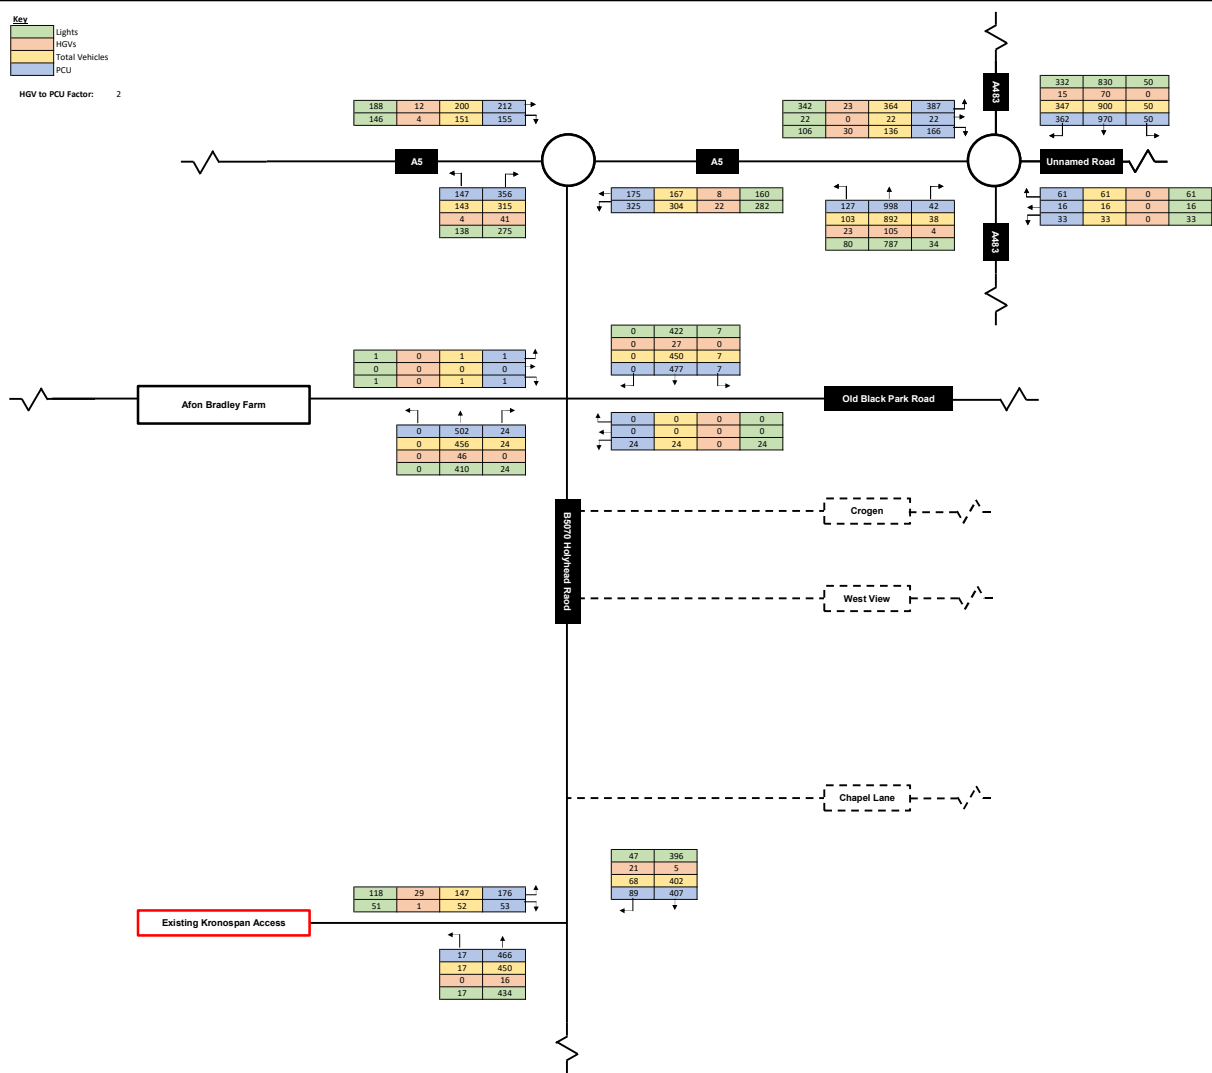 Key
Lights
HGVs
Total Vehicles
PCU
HGV to PCU Factor: 2
188 12 200 212
146 4 151 155
342 23 364 387
22 0 22 22
106 30 136 166
A483
332 830 50
15 70 0
347 900 50
362 970 50
A5
A5
Unnamed Road
147 356
143 315
4 41
138 275
175 167 8 160
325 304 22 282
127 998 42
103 892 38
23 105 4
80 787 34
61 61 0 61
16 16 0 16
33 33 0 33
A483
1 0 1 1
0 0 0 0
1 0 1 1
0 422 7
0 27 0
0 450 7
0 477 7
Afon Bradley Farm
Old Black Park Road
0 502 24
0 456 24
0 46 0
0 410 24
0 0 0 0
0 0 0 0
24 24 0 24
B5070 Holyhead Raod
Crogen
West View
Chapel Lane
47 396
21 5
68 402
89 407
118 29 147 176
51 1 52 53
Existing Kronospan Access
17 466
17 450
0 16
17 434